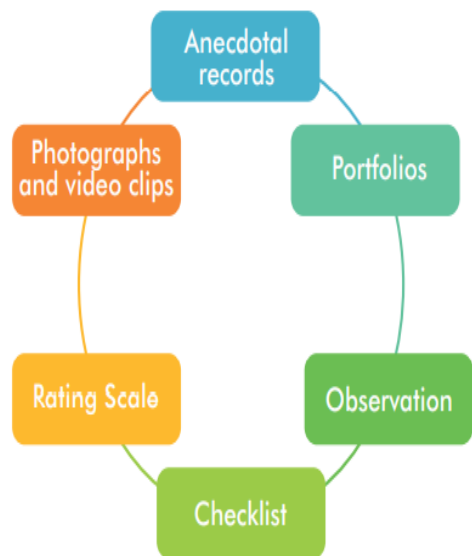 Anecdotal
records
Photographs
and video clips
Portfolios
Rating Scale
Observation
Checklist